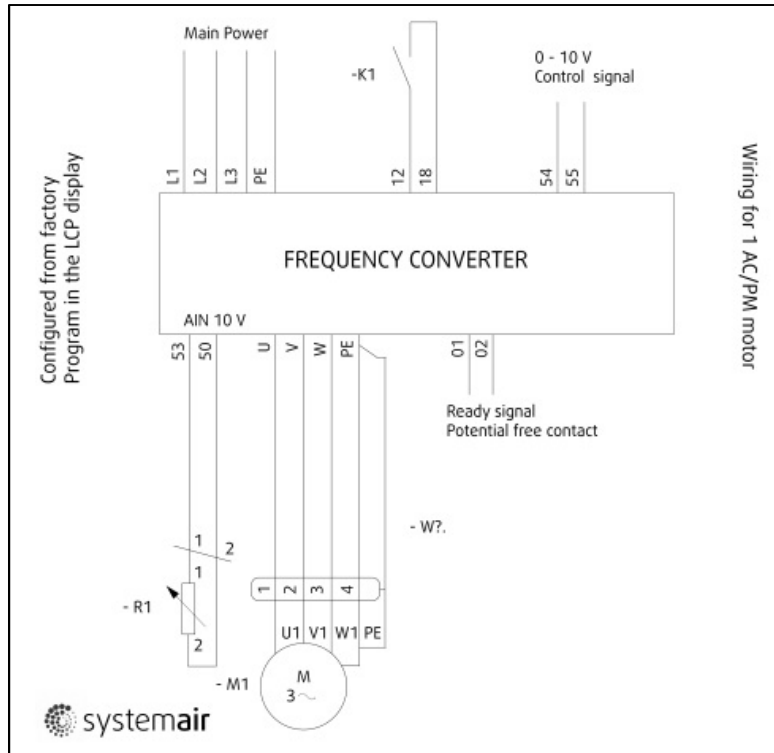 Main Power
-K1
0 - 10 V
Control signal
L1
L2
L3
PE
12
18
54
55
Configured from factory
Program in the LCP display
Wiring for 1 AC/PM motor
FREQUENCY CONVERTER
AIN 10 V
53
50
U
V
W
PE
01
02
Ready signal
Potential free contact
- W?.
1
2
1
2
- R1
1
2
3
4
U1 V1 W1 PE
- M1
M
3~
systemair